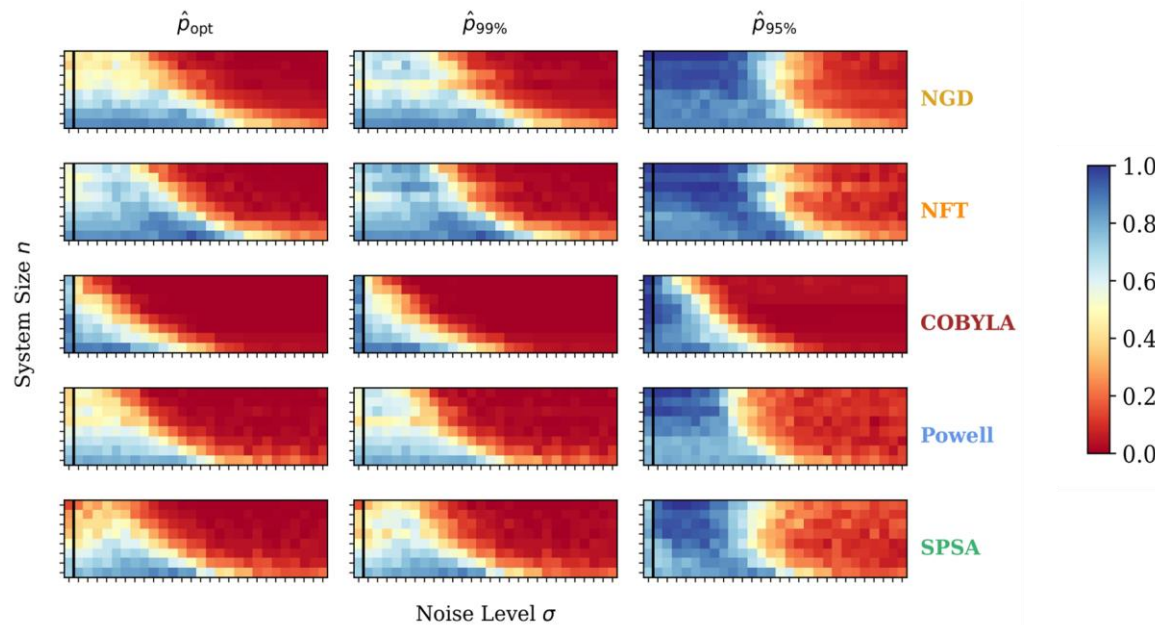 p̂opt p̂99% p̂95%
NGD
NFT
COBYLA
Powell
SPSA
System Size n
Noise Level σ
1.0
0.8
0.6
0.4
0.2
0.0